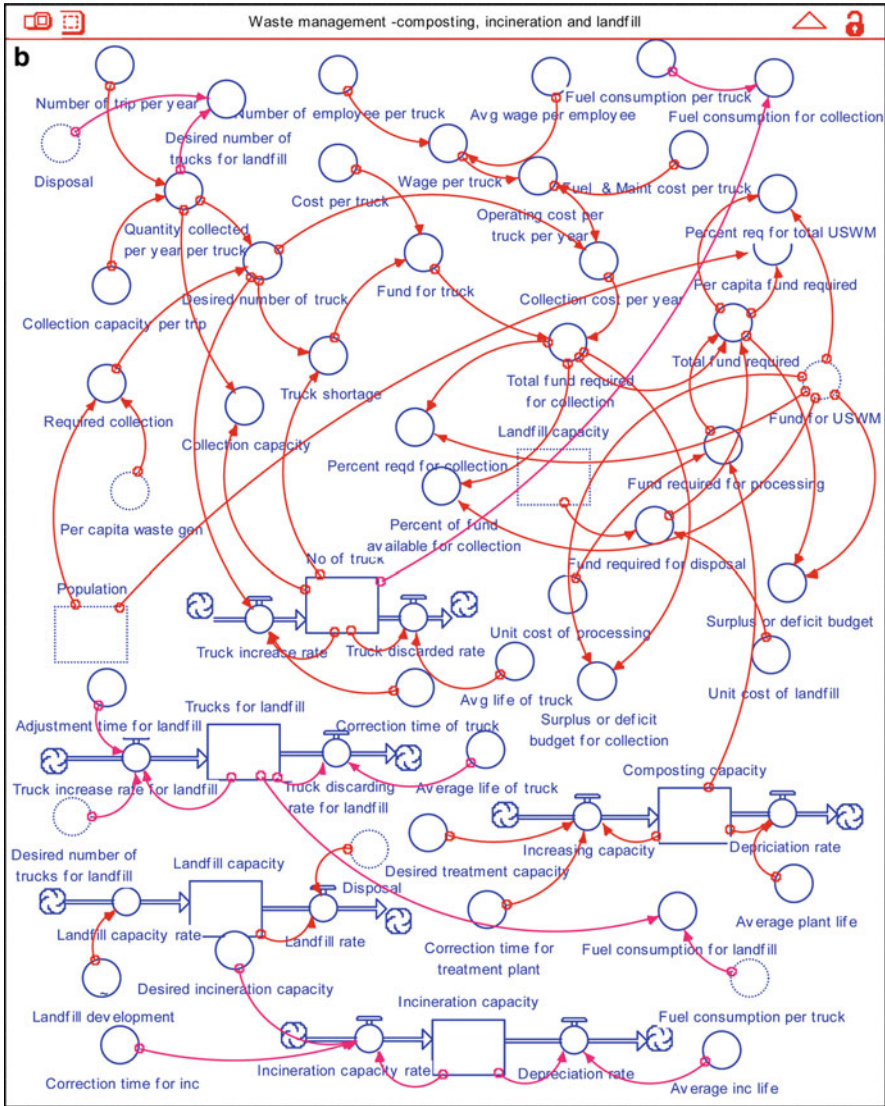 Waste management -composting, incineration and landfill
b
Number of trip per year
Number of employee per truck
Avg wage per employee
Fuel consumption per truck
Fuel consumption for collection
Disposal
Desired number of
trucks for landfill
Wage per truck
Fuel & Maint cost per truck
Cost per truck
Quantity collected
per year per truck
Operating cost per
truck per year
Percent req for total USWM
Collection capacity per trip
Desired number of truck
Fund for truck
Collection cost per year
Per capita fund required
Required collection
Truck shortage
Total fund required
for collection
Total fund required
Fund for USWM
Collection capacity
Percent reqd for collection
Landfill capacity
Fund required for processing
Per capita waste gen
Percent of fund
available for collection
Fund required for disposal
Population
No of truck
Truck increase rate
Truck discarded rate
Unit cost of processing
Surplus or deficit budget
Avg life of truck
Surplus or deficit
budget for collection
Unit cost of landfill
Adjustment time for landfill
Trucks for landfill
Correction time of truck
Truck increase rate for landfill
Truck discarding
rate for landfill
Average life of truck
Composting capacity
Desired number of
trucks for landfill
Landfill capacity
Disposal
Desired treatment capacity
Increasing capacity
Depriciation rate
Landfill capacity rate
Landfill rate
Correction time for
treatment plant
Fuel consumption for landfill
Average plant life
Desired incineration capacity
~
Landfill development
Incineration capacity
Fuel consumption per truck
Correction time for inc
Incineration capacity rate
Depreciation rate
Average inc life